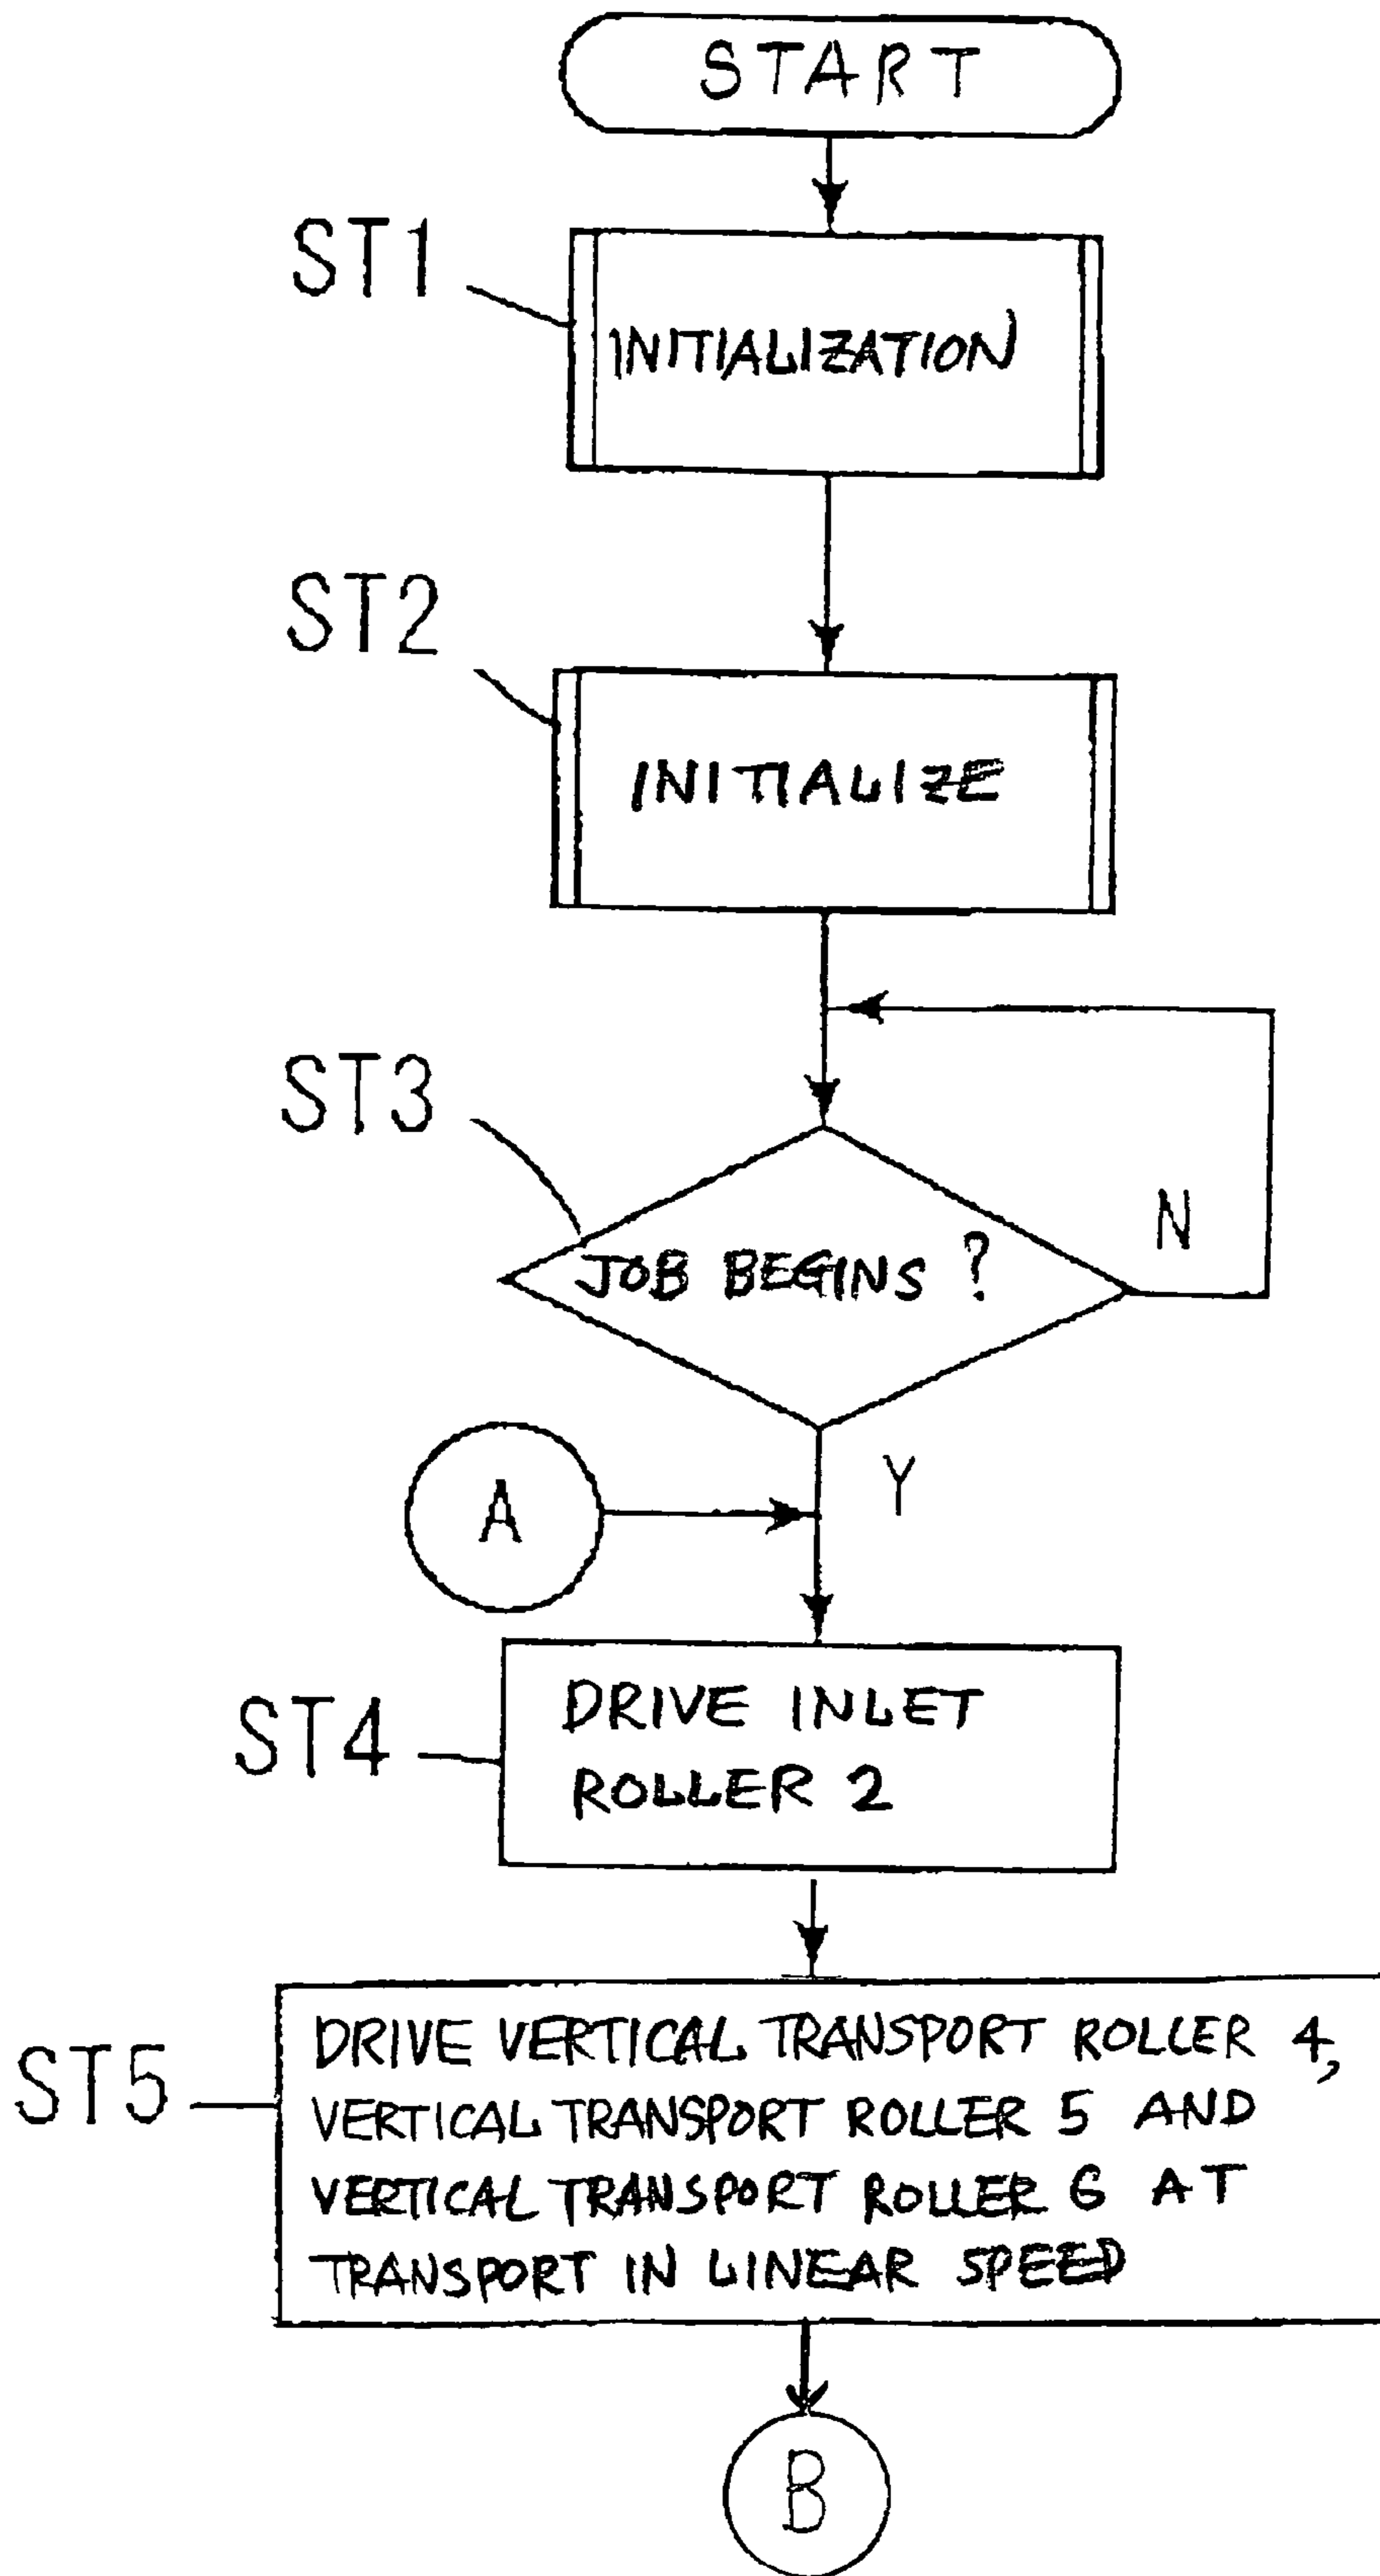 START
ST1
INITIALIZATION
ST2
INITIALIZE
ST3
JOB BEGINS ?
N
A
Y
ST4
DRIVE INLET
ROLLER 2
ST5
DRIVE VERTICAL TRANSPORT ROLLER 4,
VERTICAL TRANSPORT ROLLER 5 AND
VERTICAL TRANSPORT ROLLER 6 AT
TRANSPORT IN LINEAR SPEED
B